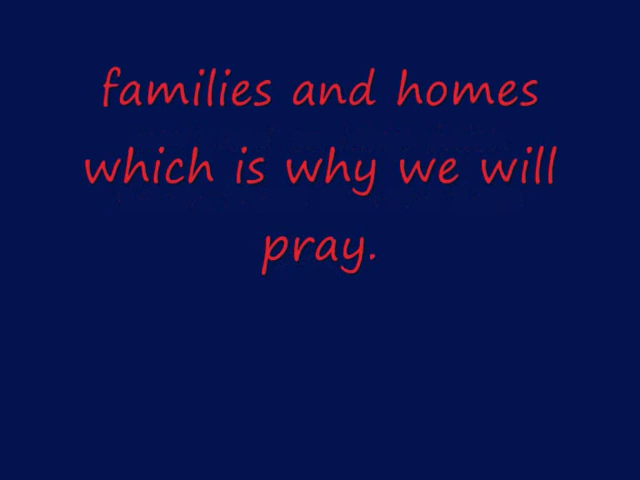 families and homes
which is why we will
pray.